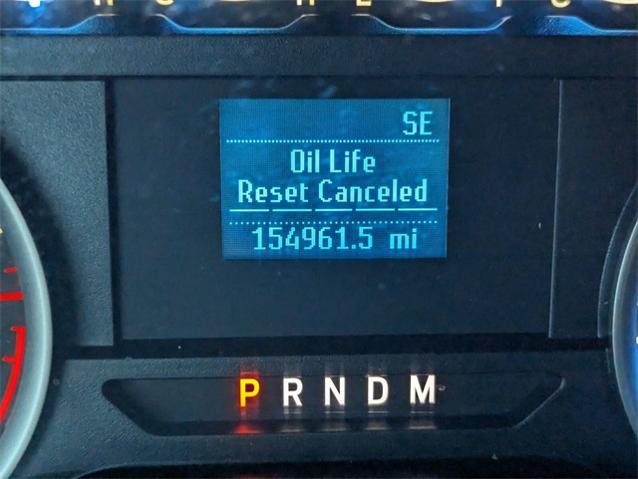 SE
Oil Life
Reset Canceled
154961.5 mi
P R N D M